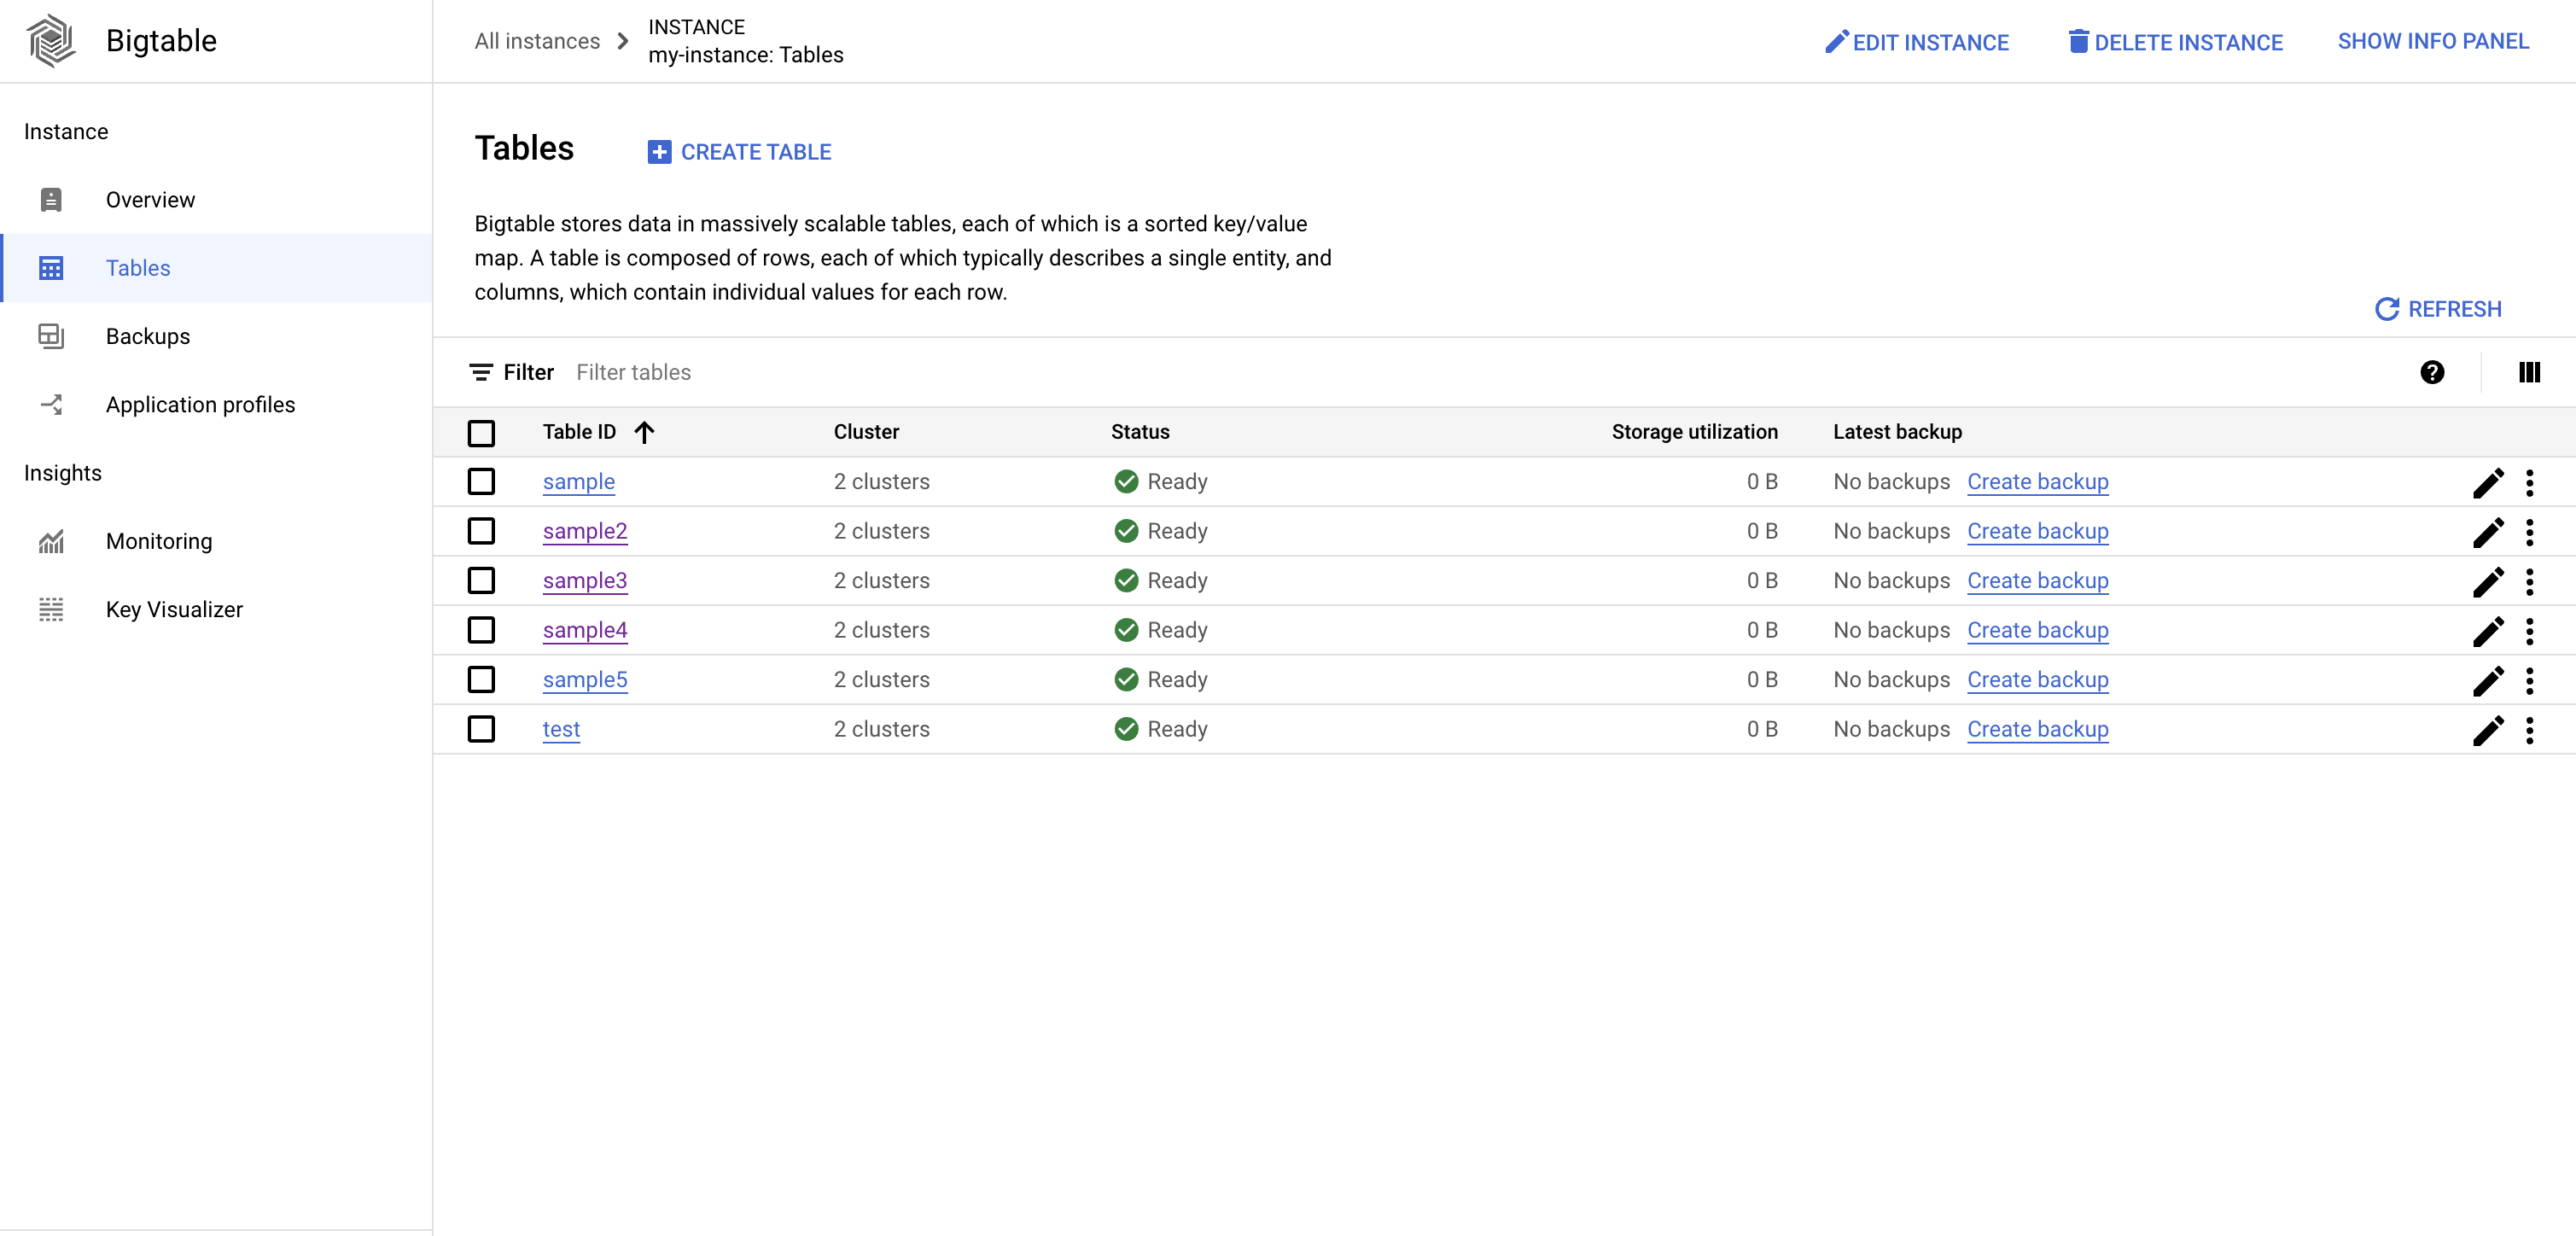 Bigtable
All instances
INSTANCE
my-instance: Tables
EDIT INSTANCE
DELETE INSTANCE
SHOW INFO PANEL
Instance
Overview
Tables
Backups
Application profiles
Insights
Monitoring
Key Visualizer
Tables
CREATE TABLE
Bigtable stores data in massively scalable tables, each of which is a sorted key/value
map. A table is composed of rows, each of which typically describes a single entity, and
columns, which contain individual values for each row.
REFRESH
Filter Filter tables
Table ID Cluster Status Storage utilization Latest backup
sample 2 clusters Ready 0 B No backups Create backup
sample2 2 clusters Ready 0 B No backups Create backup
sample3 2 clusters Ready 0 B No backups Create backup
sample4 2 clusters Ready 0 B No backups Create backup
sample5 2 clusters Ready 0 B No backups Create backup
test 2 clusters Ready 0 B No backups Create backup